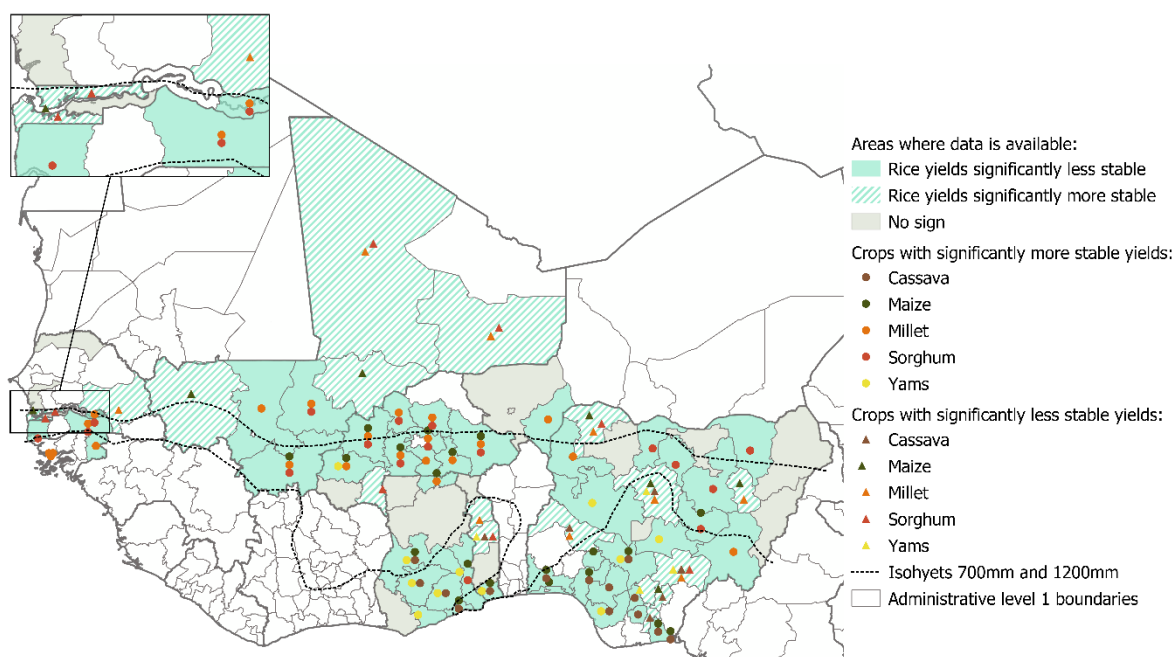 Areas where data is available:
Rice yields significantly less stable
Rice yields significantly more stable
No sign
Crops with significantly more stable yields:
Cassava
Maize
Millet
Sorghum
Yams
Crops with significantly less stable yields:
Cassava
Maize
Millet
Sorghum
Yams
Isohyets 700mm and 1200mm
Administrative level 1 boundaries